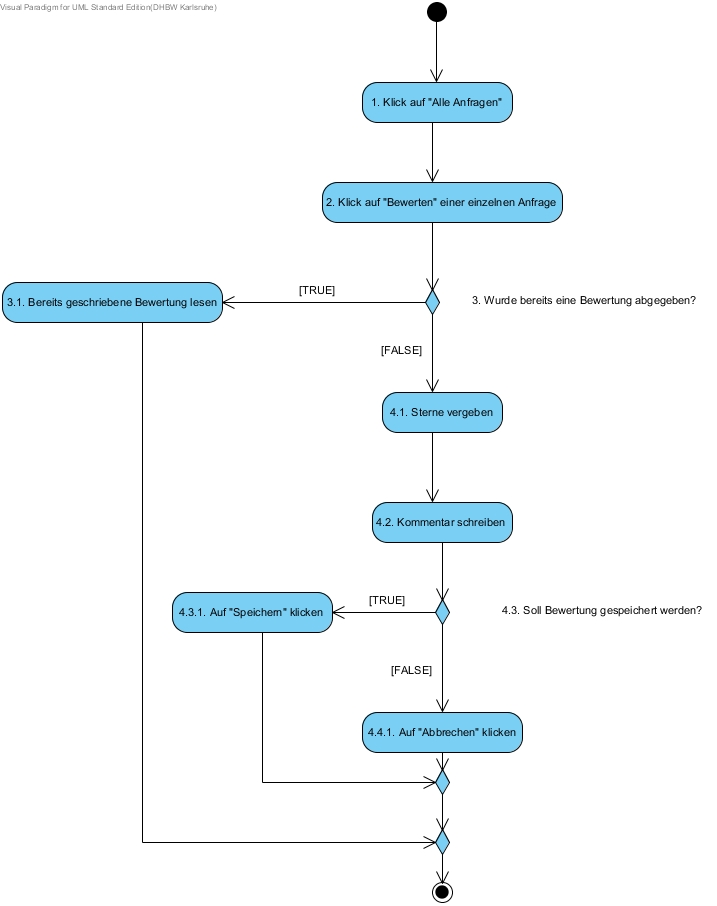 Visual Paradigm for UML Standard Edition(DHBW Karlsruhe)
1. Klick auf "Alle Anfragen"
2. Klick auf "Bewerten" einer einzelnen Anfrage
[TRUE]
3.1. Bereits geschriebene Bewertung lesen
3. Wurde bereits eine Bewertung abgegeben?
[FALSE]
4.1. Sterne vergeben
4.2. Kommentar schreiben
[TRUE]
4.3.1. Auf "Speichern" klicken
4.3. Soll Bewertung gespeichert werden?
[FALSE]
4.4.1. Auf "Abbrechen" klicken